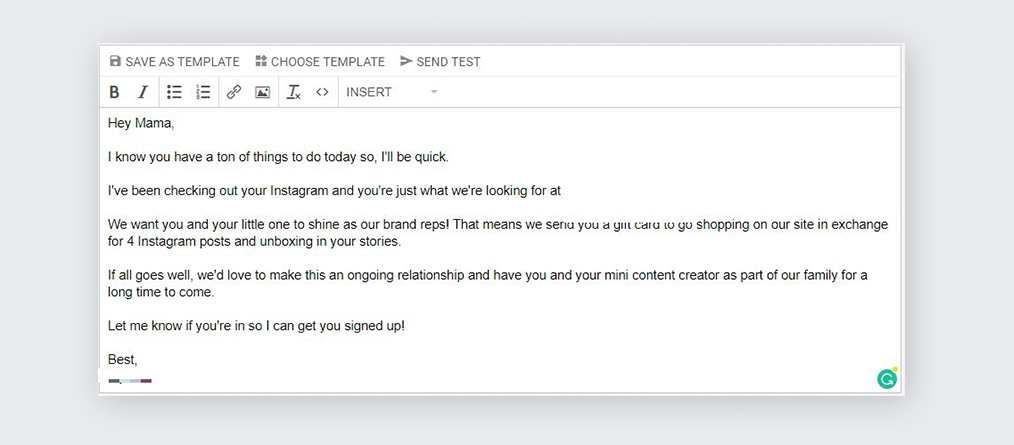 SAVE AS TEMPLATE CHOOSE TEMPLATE SEND TEST
B I INSERT
Hey Mama,
I know you have a ton of things to do today so, I'll be quick.
I've been checking out your Instagram and you're just what we're looking for at
We want you and your little one to shine as our brand reps! That means we send you a gift card to go shopping on our site in exchange
for 4 Instagram posts and unboxing in your stories.
If all goes well, we'd love to make this an ongoing relationship and have you and your mini content creator as part of our family for a
long time to come.
Let me know if you're in so I can get you signed up!
Best,